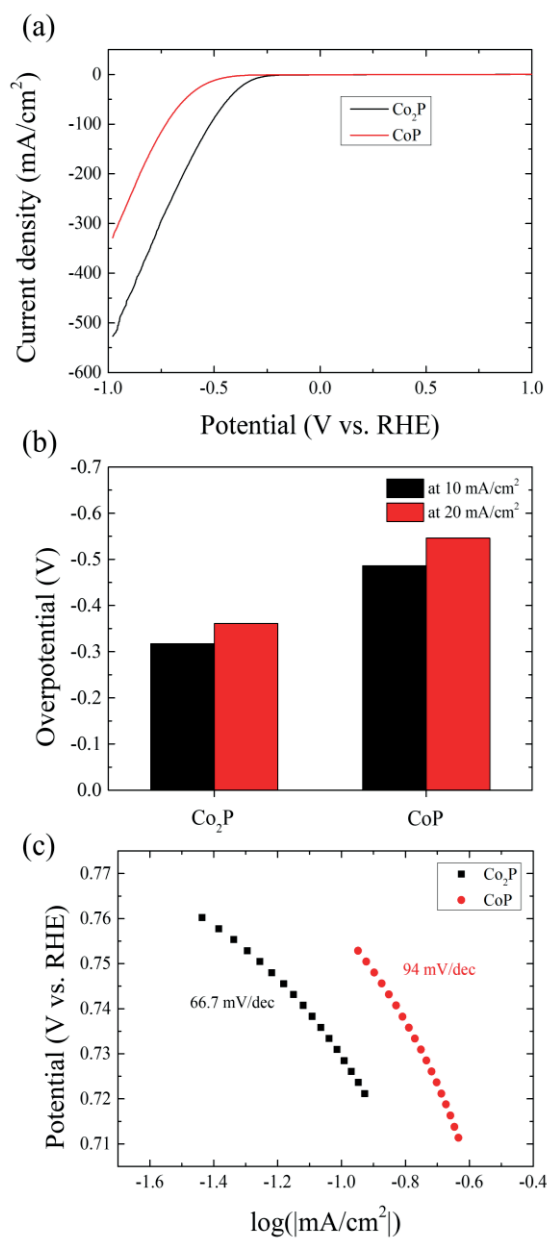 (a)
0
-100
-200
-300
-400
-500
-600
Co₂P
CoP
-1.0
-0.5
0.0
0.5
1.0
Current density (mA/cm²)
Potential (V vs. RHE)
(b)
-0.7
-0.6
-0.5
-0.4
-0.3
-0.2
-0.1
0.0
at 10 mA/cm²
at 20 mA/cm²
Overpotential (V)
Co₂P
CoP
(c)
0.77
0.76
0.75
0.74
0.73
0.72
0.71
Co₂P
CoP
94 mV/dec
66.7 mV/dec
Potential (V vs. RHE)
-1.6
-1.4
-1.2
-1.0
-0.8
-0.6
-0.4
log(|mA/cm²|)